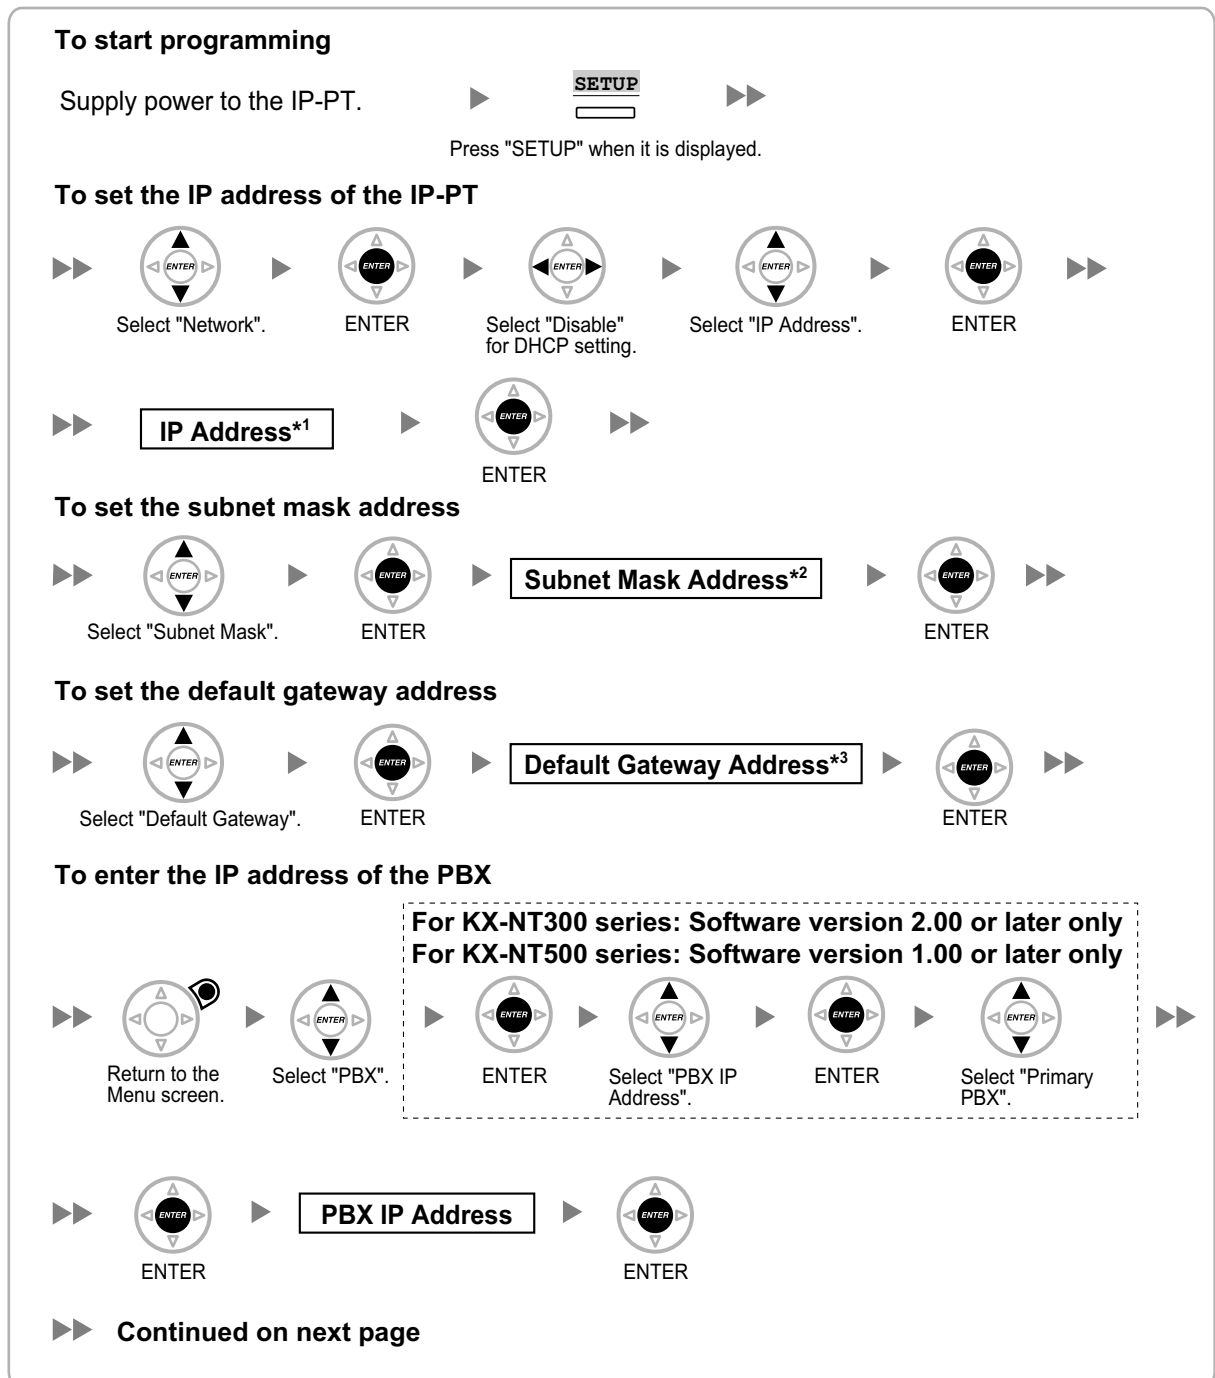 To start programming
Supply power to the IP-PT.
SETUP
Press "SETUP" when it is displayed.
To set the IP address of the IP-PT
ENTER ENTER ENTER ENTER ENTER
Select "Network". ENTER Select "Disable" Select "IP Address". ENTER
for DHCP setting.
IP Address*1
ENTER
ENTER
To set the subnet mask address
ENTER ENTER Subnet Mask Address*2 ENTER
Select "Subnet Mask". ENTER ENTER
To set the default gateway address
ENTER ENTER Default Gateway Address*3 ENTER
Select "Default Gateway". ENTER ENTER
To enter the IP address of the PBX
For KX-NT300 series: Software version 2.00 or later only
For KX-NT500 series: Software version 1.00 or later only
ENTER ENTER ENTER ENTER ENTER
Return to the Select "PBX". ENTER Select "PBX IP ENTER Select "Primary
Menu screen. Address". PBX".
ENTER PBX IP Address ENTER
ENTER ENTER
Continued on next page